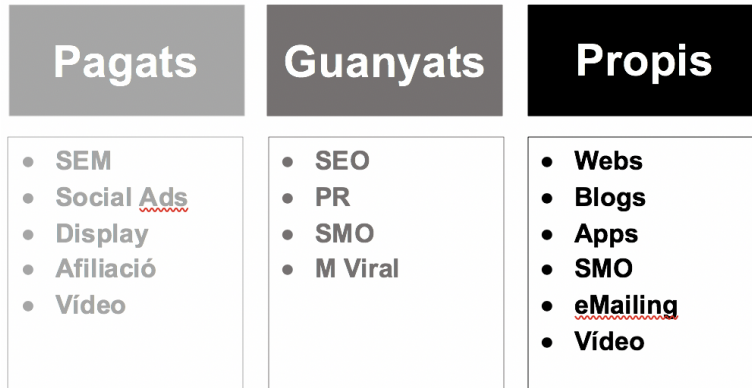 Pagats
● SEM
● Social Ads
● Display
● Afiliació
● Vídeo
Guanyats
● SEO
● PR
● SMO
● M Viral
Propis
● Webs
● Blogs
● Apps
● SMO
● eMailing
● Vídeo